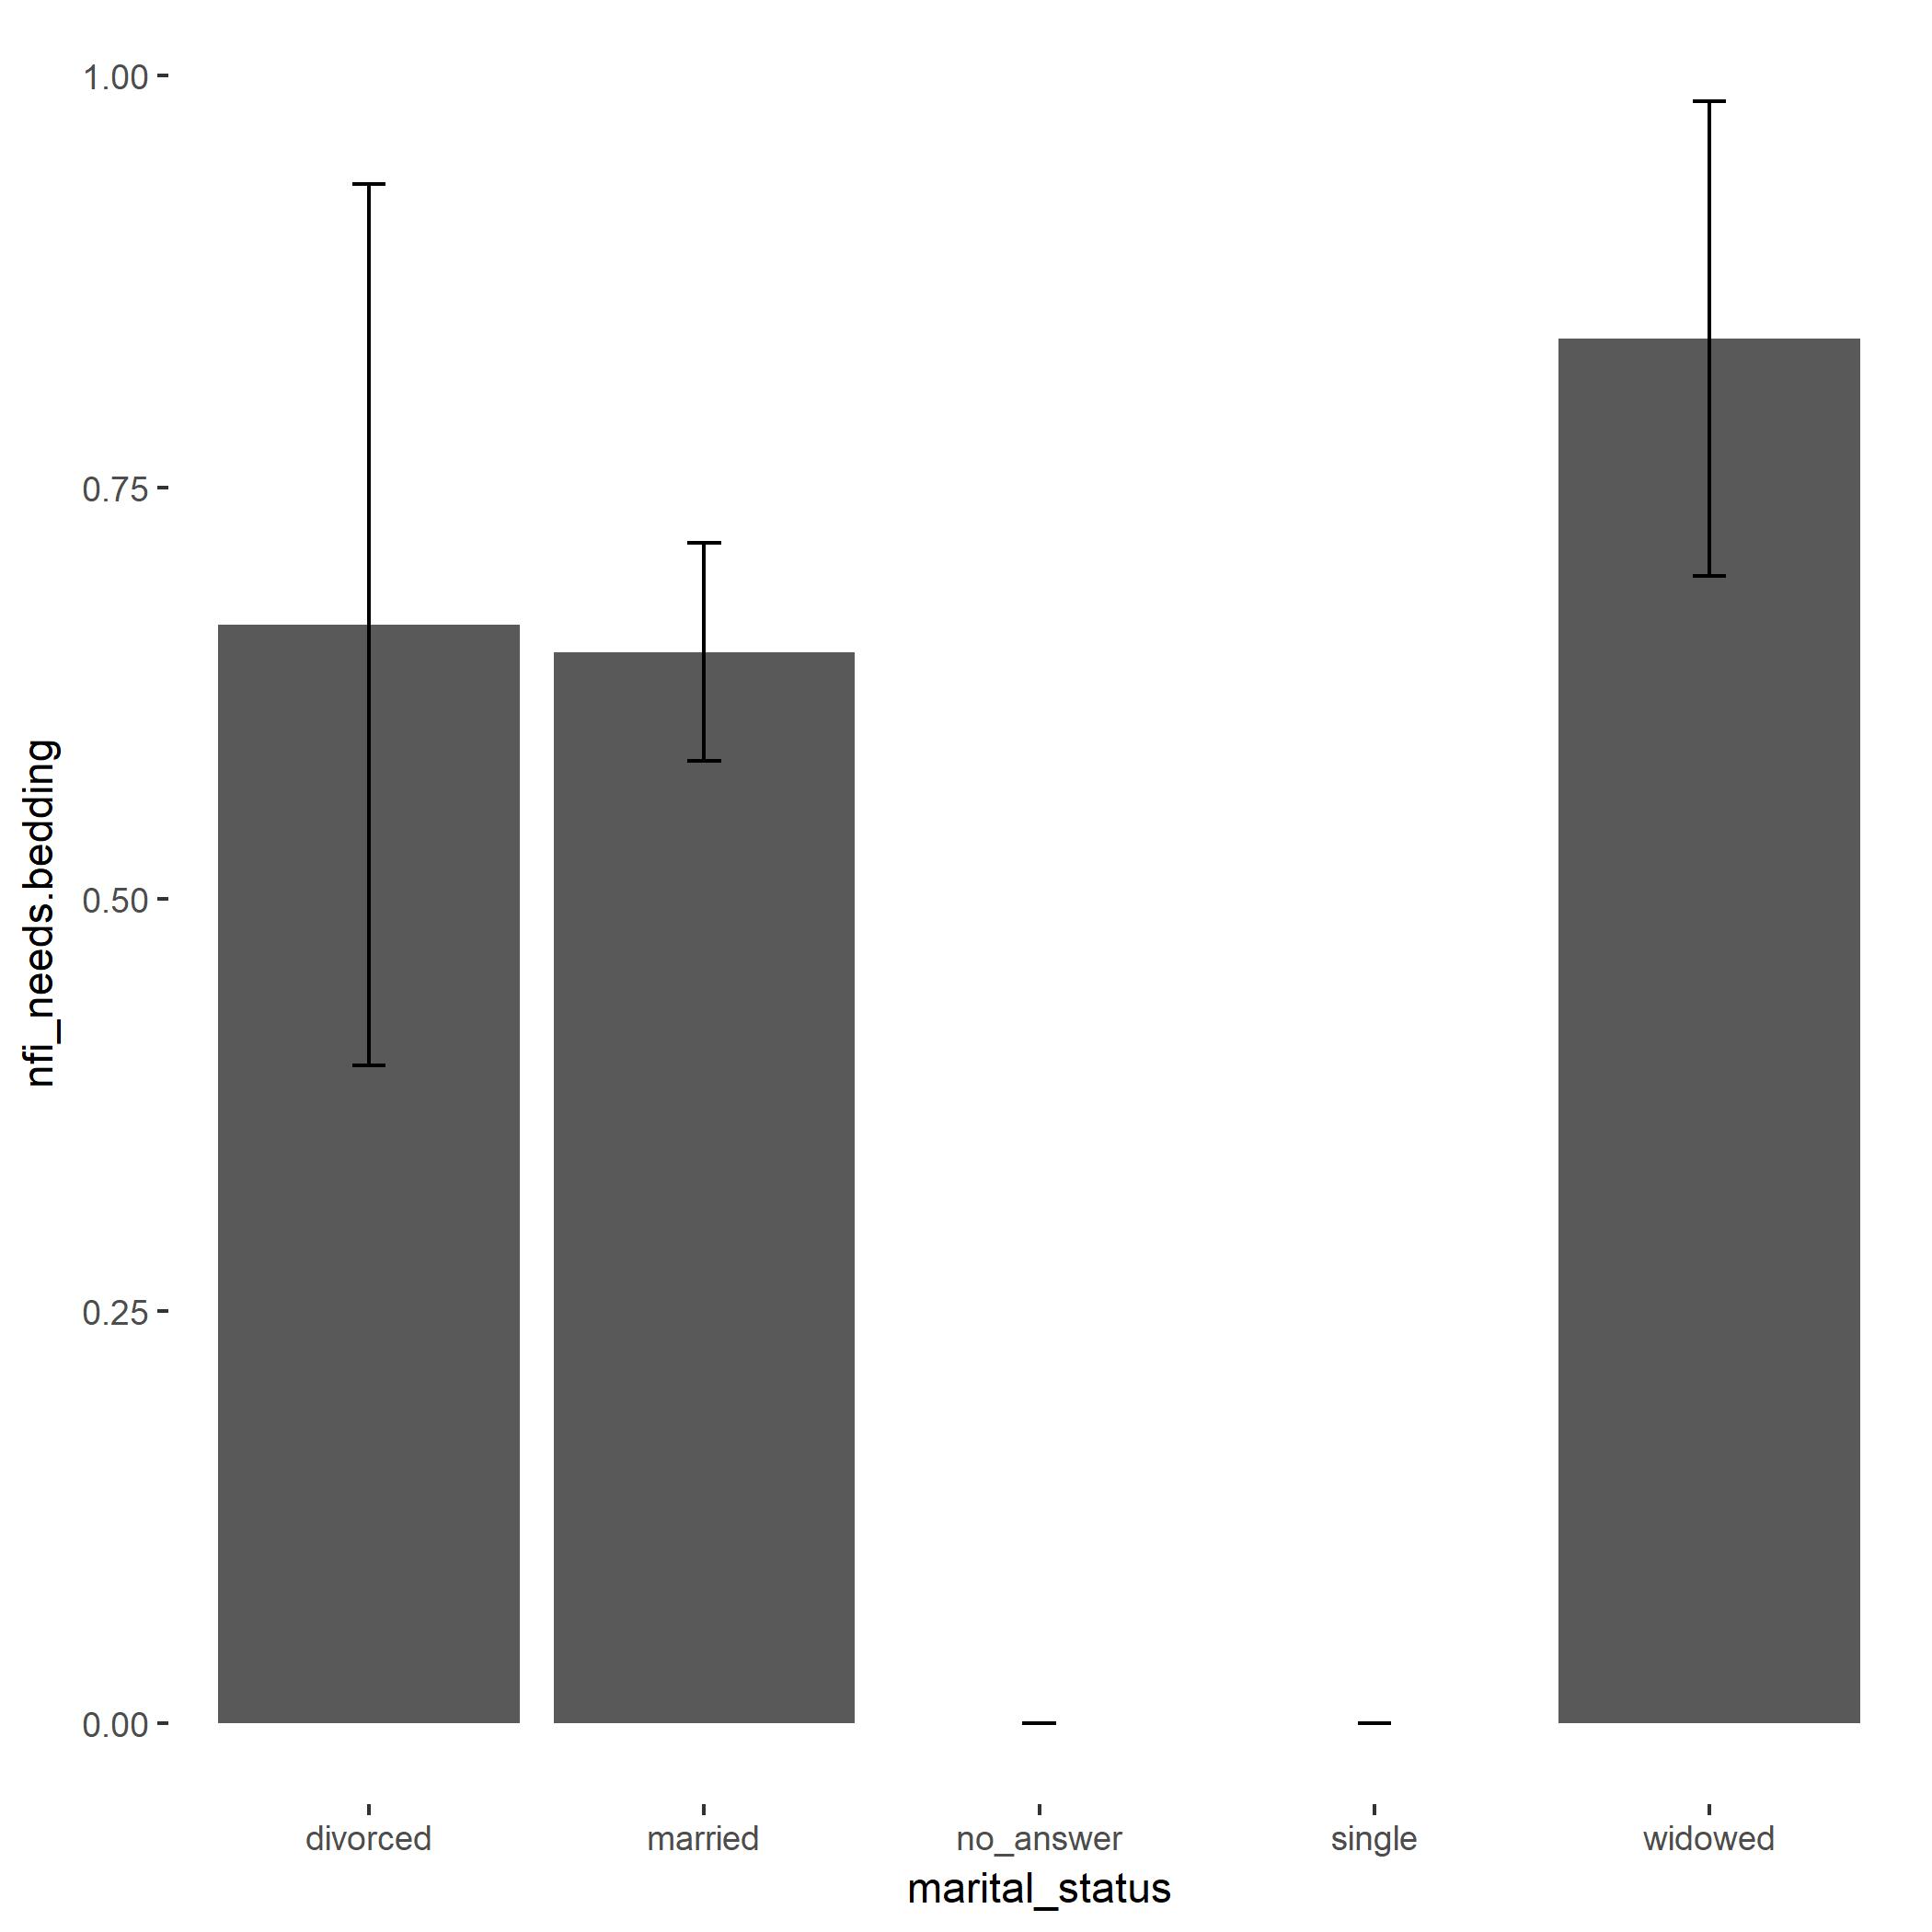 1.00
0.75
0.50
0.25
0.00
nfi_needs.bedding
divorced married no_answer single widowed
marital_status